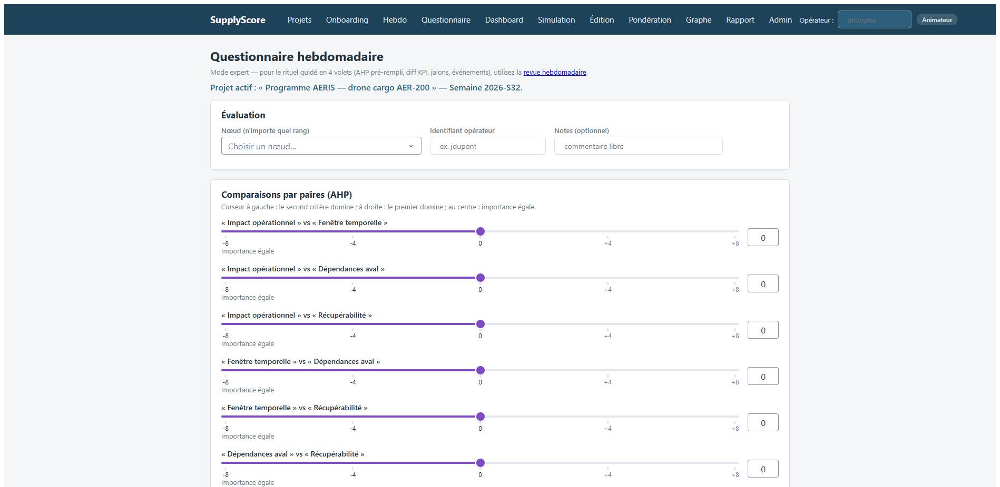 SupplyScore Projets Onboarding Hebdo Questionnaire Dashboard Simulation Édition Pondération Graphe Rapport Admin Opérateur : anonyme Animateur
Questionnaire hebdomadaire
Mode expert — pour le rituel guidé en 4 volets (AHP pré-rempli, diff KPI, jalons, événements), utilisez la revue hebdomadaire.
Projet actif : « Programme AERIS — drone cargo AER-200 » — Semaine 2026-S32.
Évaluation
Nœud (n'importe quel rang) Identifiant opérateur Notes (optionnel)
Choisir un nœud... ex. jdupont commentaire libre
Comparaisons par paires (AHP)
Curseur à gauche : le second critère domine ; à droite : le premier domine ; au centre : importance égale.
« Impact opérationnel » vs « Fenêtre temporelle »
-8 -4 0 +4 +8 0
Importance égale
« Impact opérationnel » vs « Dépendances aval »
-8 -4 0 +4 +8 0
Importance égale
« Impact opérationnel » vs « Récupérabilité »
-8 -4 0 +4 +8 0
Importance égale
« Fenêtre temporelle » vs « Dépendances aval »
-8 -4 0 +4 +8 0
Importance égale
« Fenêtre temporelle » vs « Récupérabilité »
-8 -4 0 +4 +8 0
Importance égale
« Dépendances aval » vs « Récupérabilité »
-8 -4 0 +4 +8 0
Importance égale